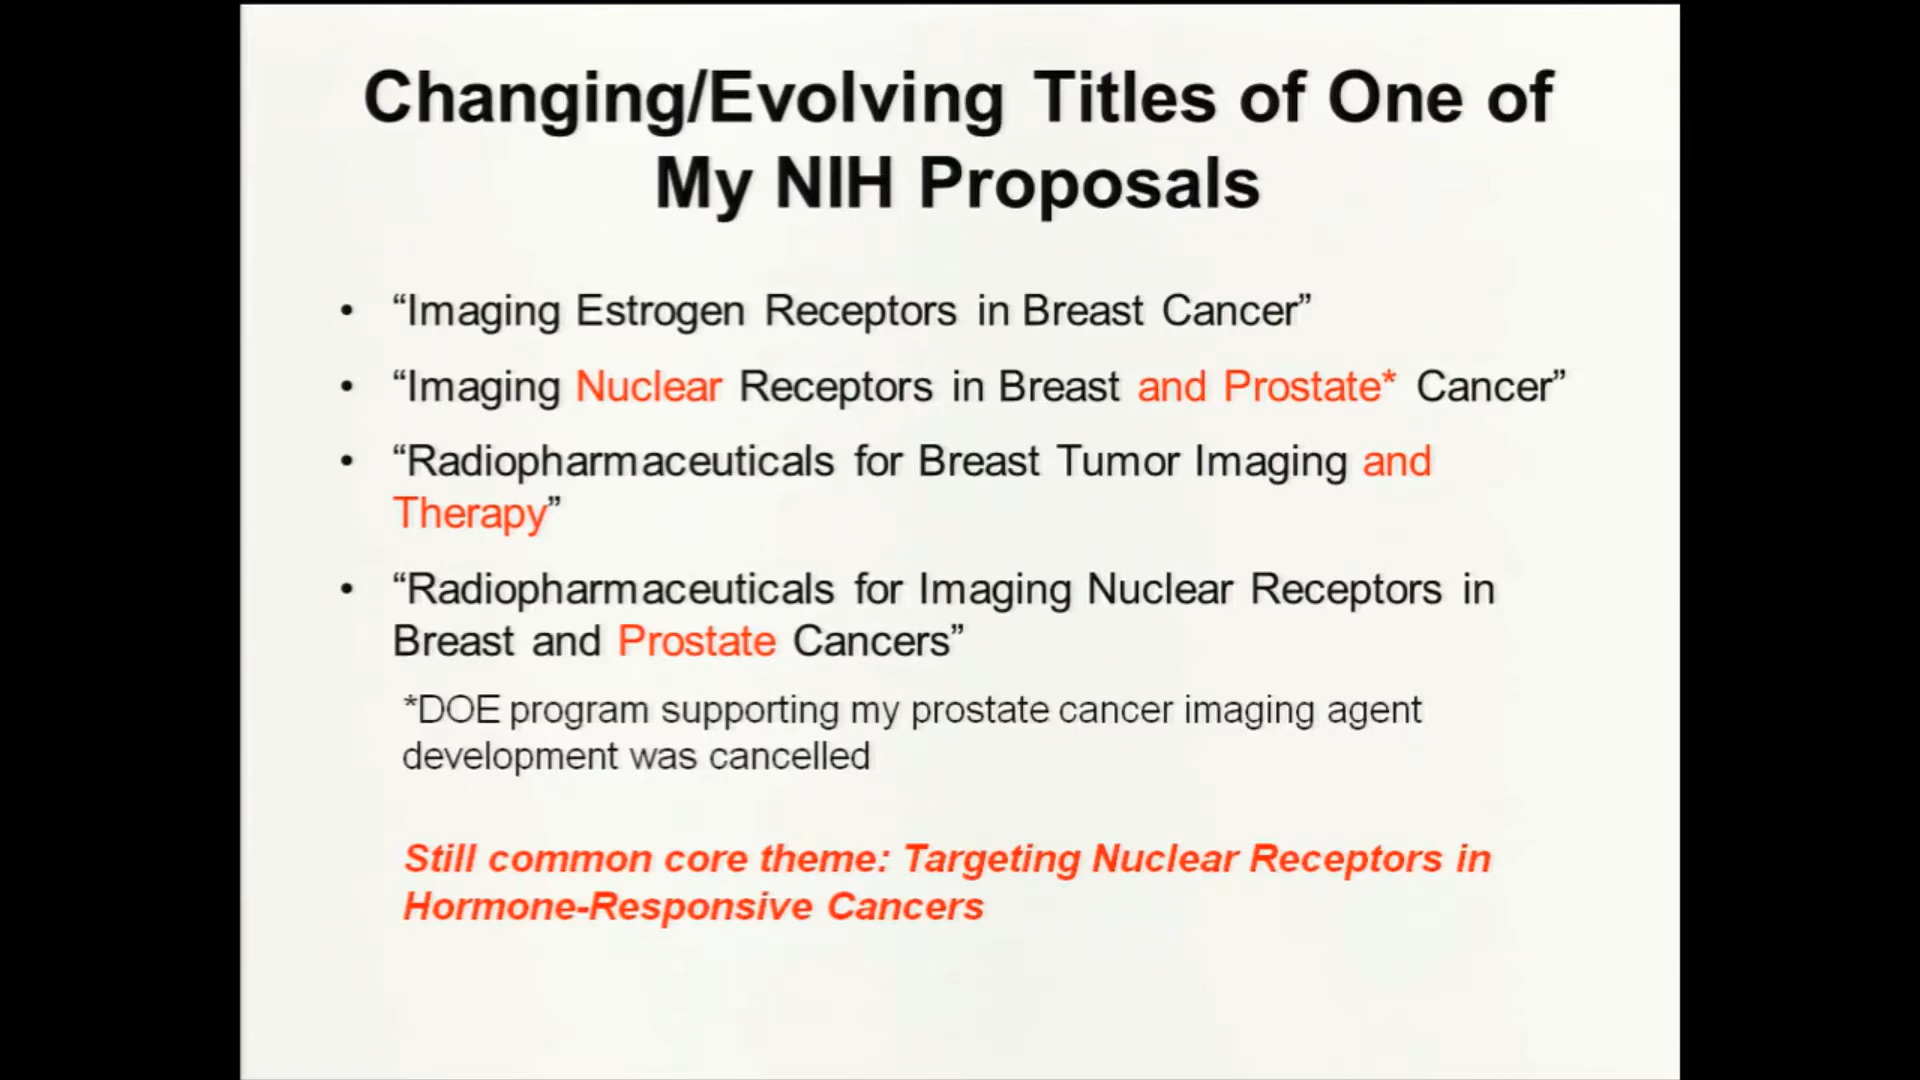 Changing/Evolving Titles of One of
My NIH Proposals
• “Imaging Estrogen Receptors in Breast Cancer”
• “Imaging Nuclear Receptors in Breast and Prostate* Cancer”
• “Radiopharmaceuticals for Breast Tumor Imaging and
Therapy”
• “Radiopharmaceuticals for Imaging Nuclear Receptors in
Breast and Prostate Cancers”
*DOE program supporting my prostate cancer imaging agent
development was cancelled
Still common core theme: Targeting Nuclear Receptors in
Hormone-Responsive Cancers